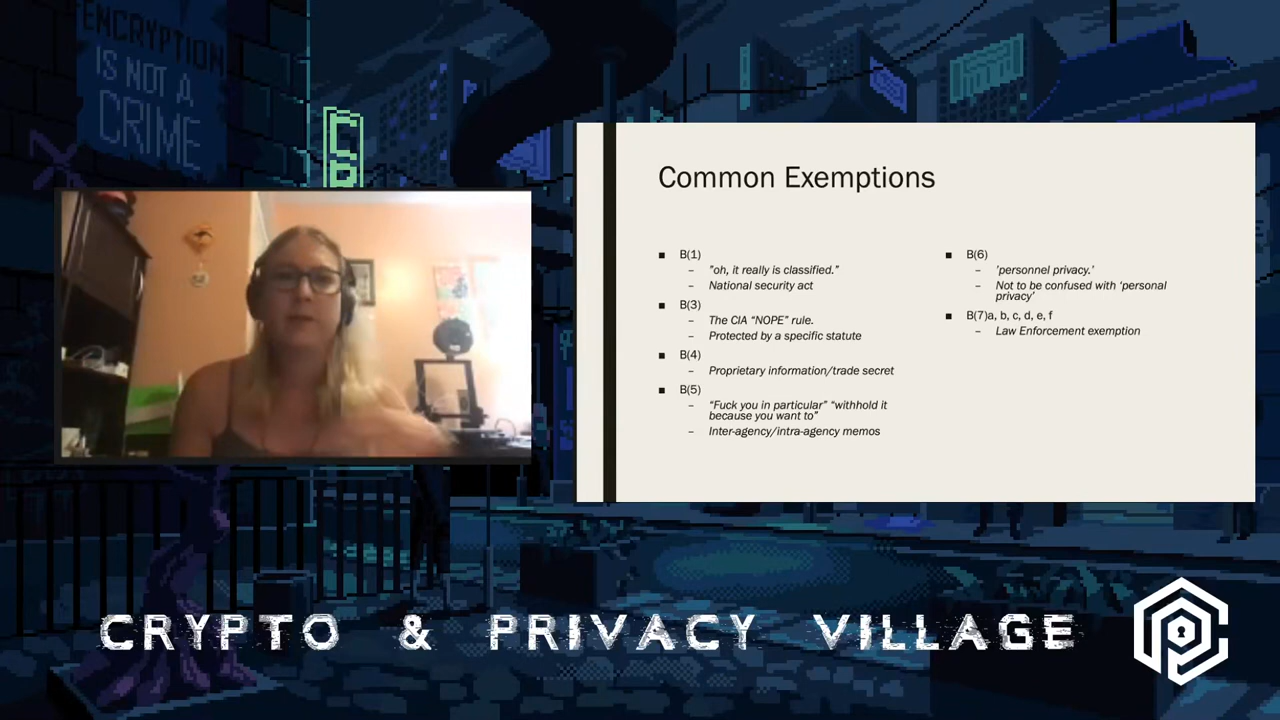 ENCRYPTION
IS NOT A
CRIME
Common Exemptions
■ B(1)
– "oh, it really is classified."
– National security act
■ B(3)
– The CIA "NOPE" rule.
– Protected by a specific statute
■ B(4)
– Proprietary information/trade secret
■ B(5)
– "Fuck you in particular" "withhold it
because you want to"
– Inter-agency/intra-agency memos
■ B(6)
– 'personnel privacy.'
– Not to be confused with 'personal
privacy'
■ B(7)a, b, c, d, e, f
– Law Enforcement exemption
CRYPTO & PRIVACY VILLAGE